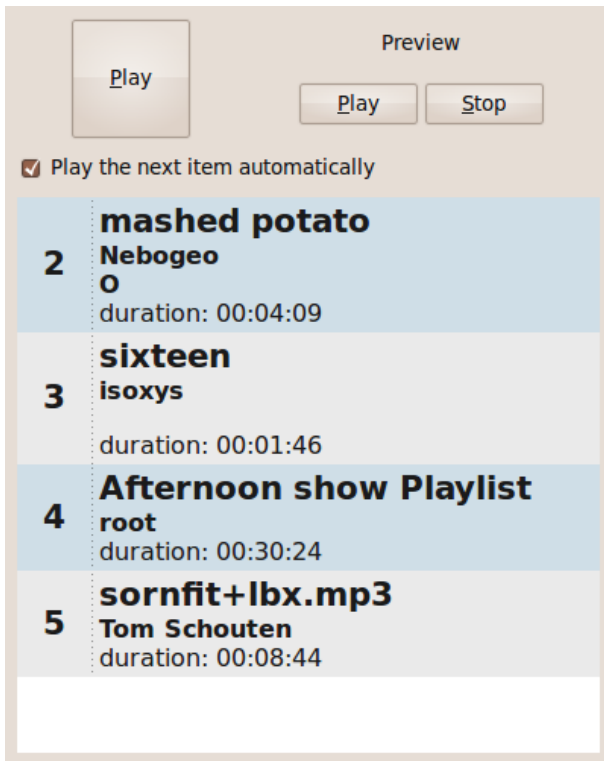 Play
Preview
Play
Stop
Play the next item automatically
2
mashed potato
Nebogeo
O
duration: 00:04:09
3
sixteen
isoxys
duration: 00:01:46
4
Afternoon show Playlist
root
duration: 00:30:24
5
sornfit+lbx.mp3
Tom Schouten
duration: 00:08:44